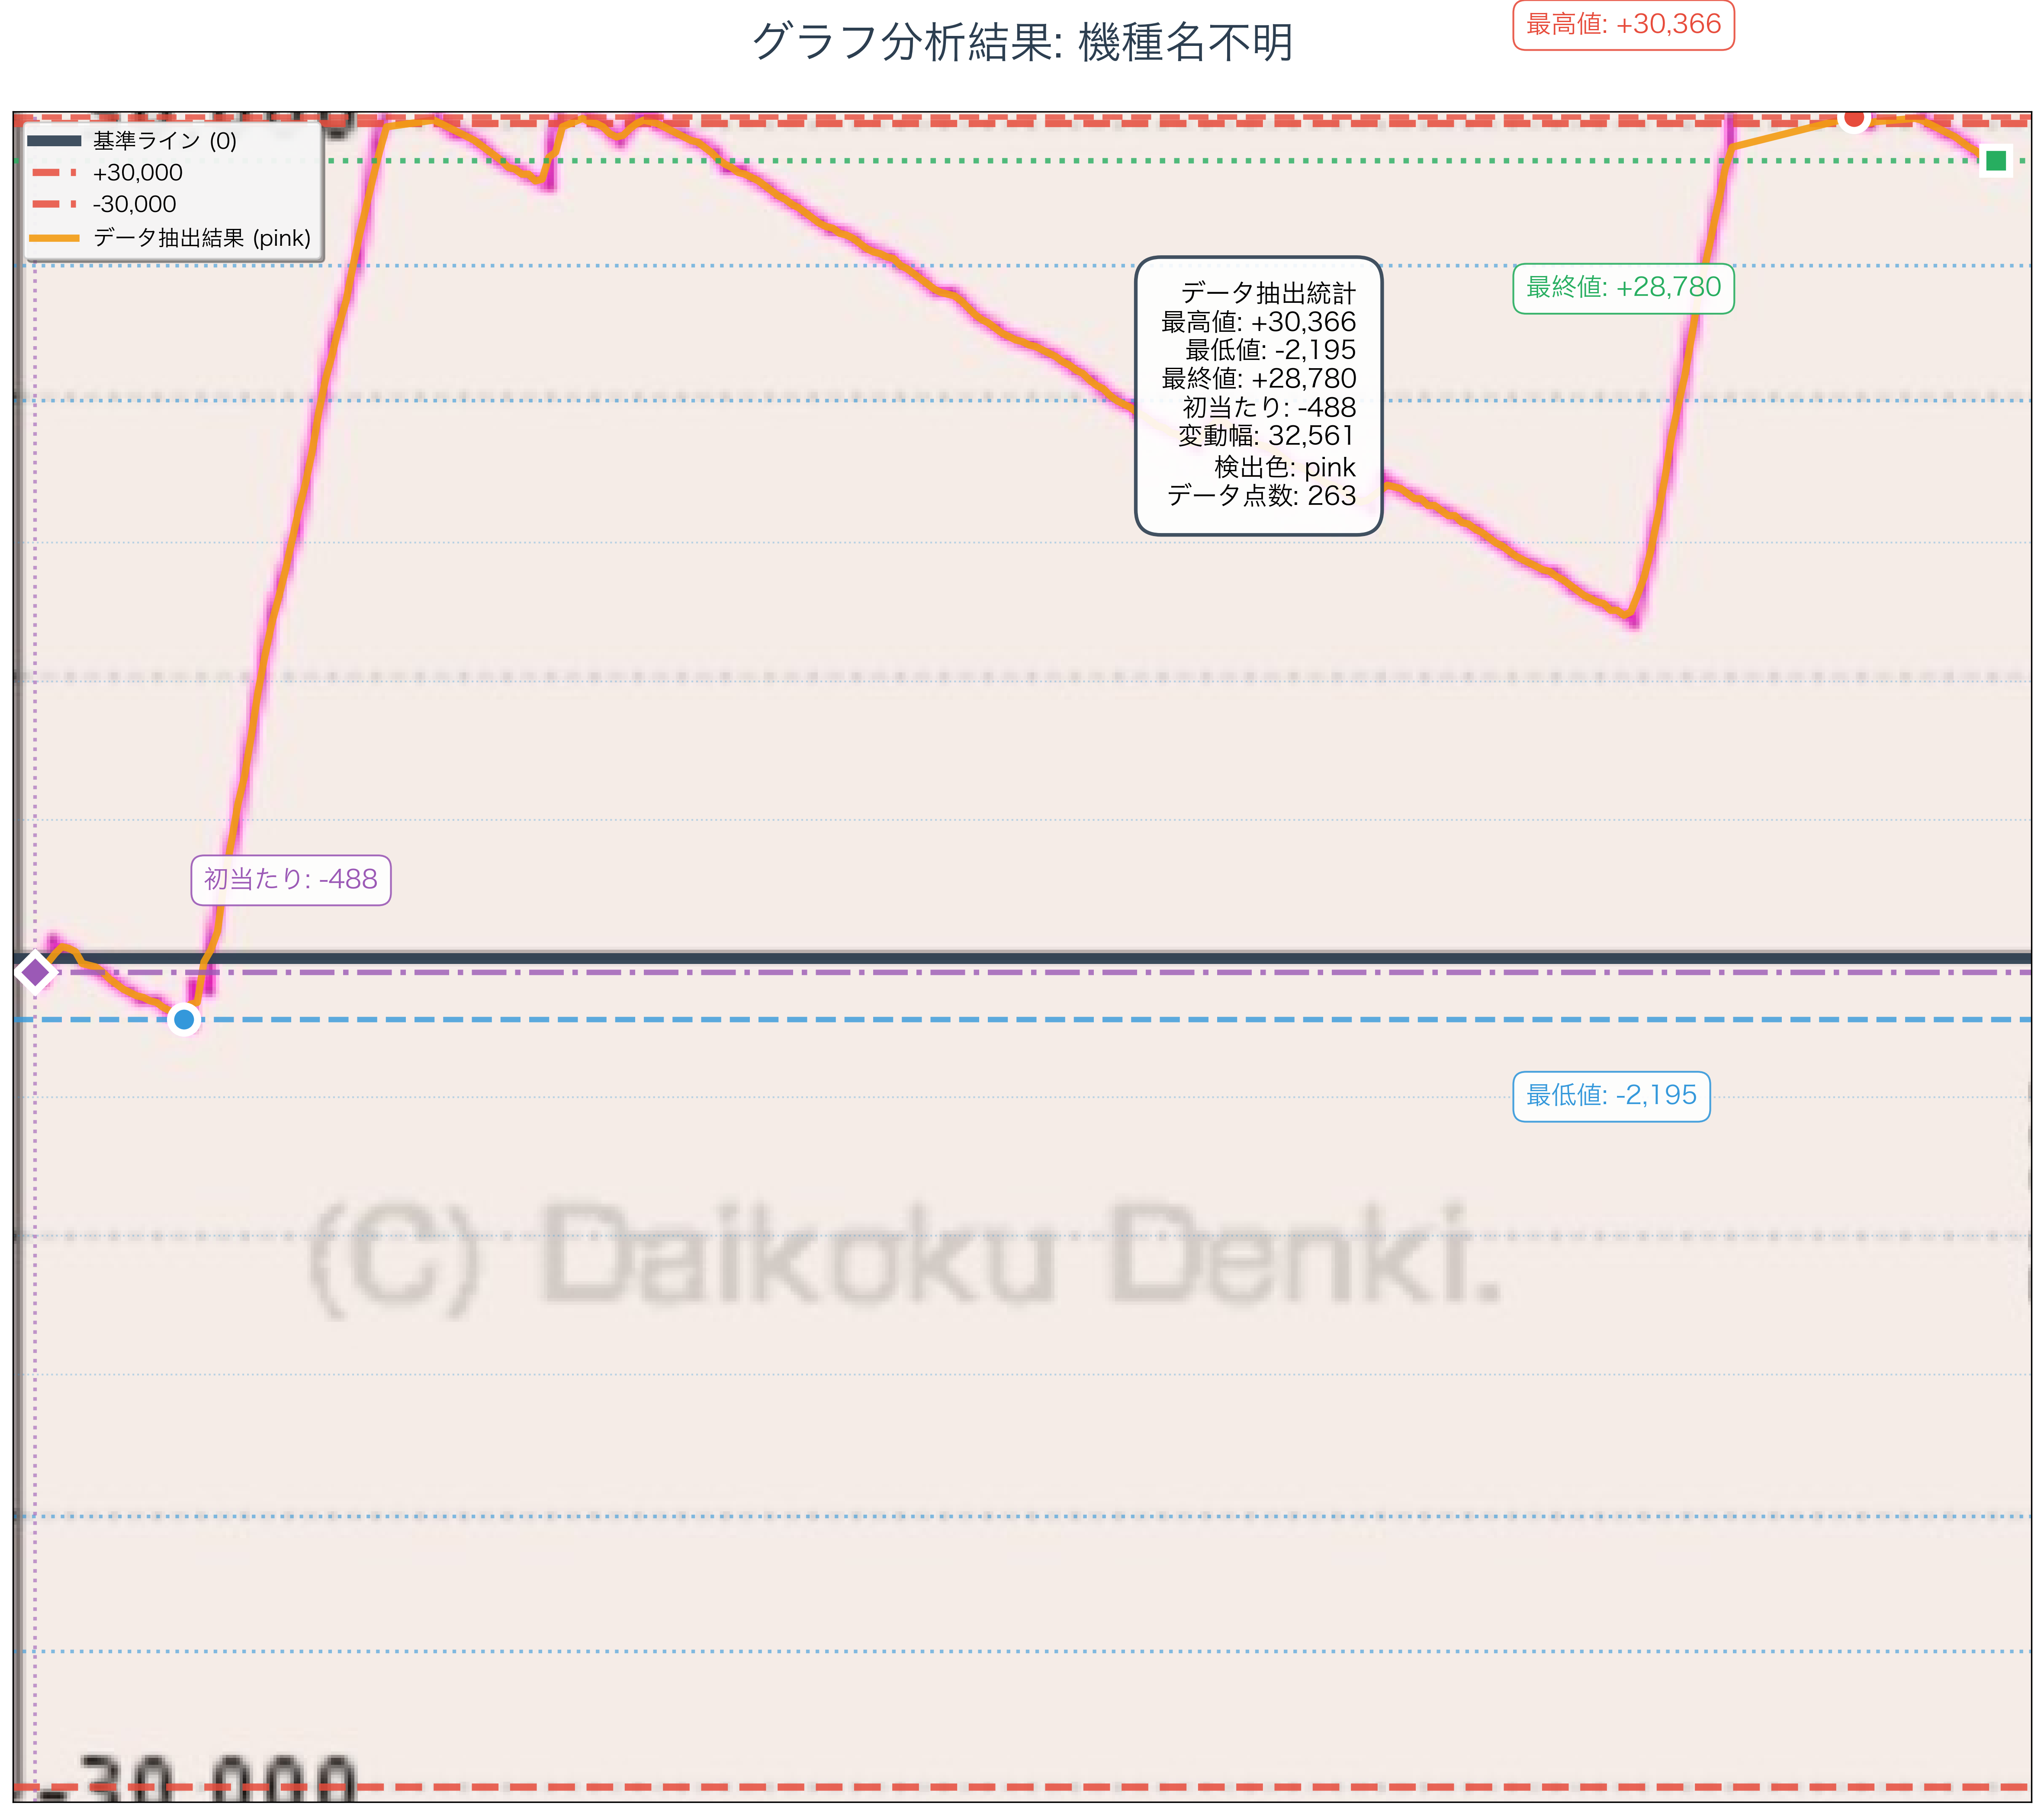 グラフ分析結果: 機種名不明
最高値: +30,366
基準ライン (0)
+30,000
-30,000
データ抽出結果 (pink)
データ抽出統計
最高値: +30,366
最低値: -2,195
最終値: +28,780
初当たり: -488
変動幅: 32,561
検出色: pink
データ点数: 263
最終値: +28,780
初当たり: -488
最低値: -2,195
(C) Daikoku Denki.
-30,000